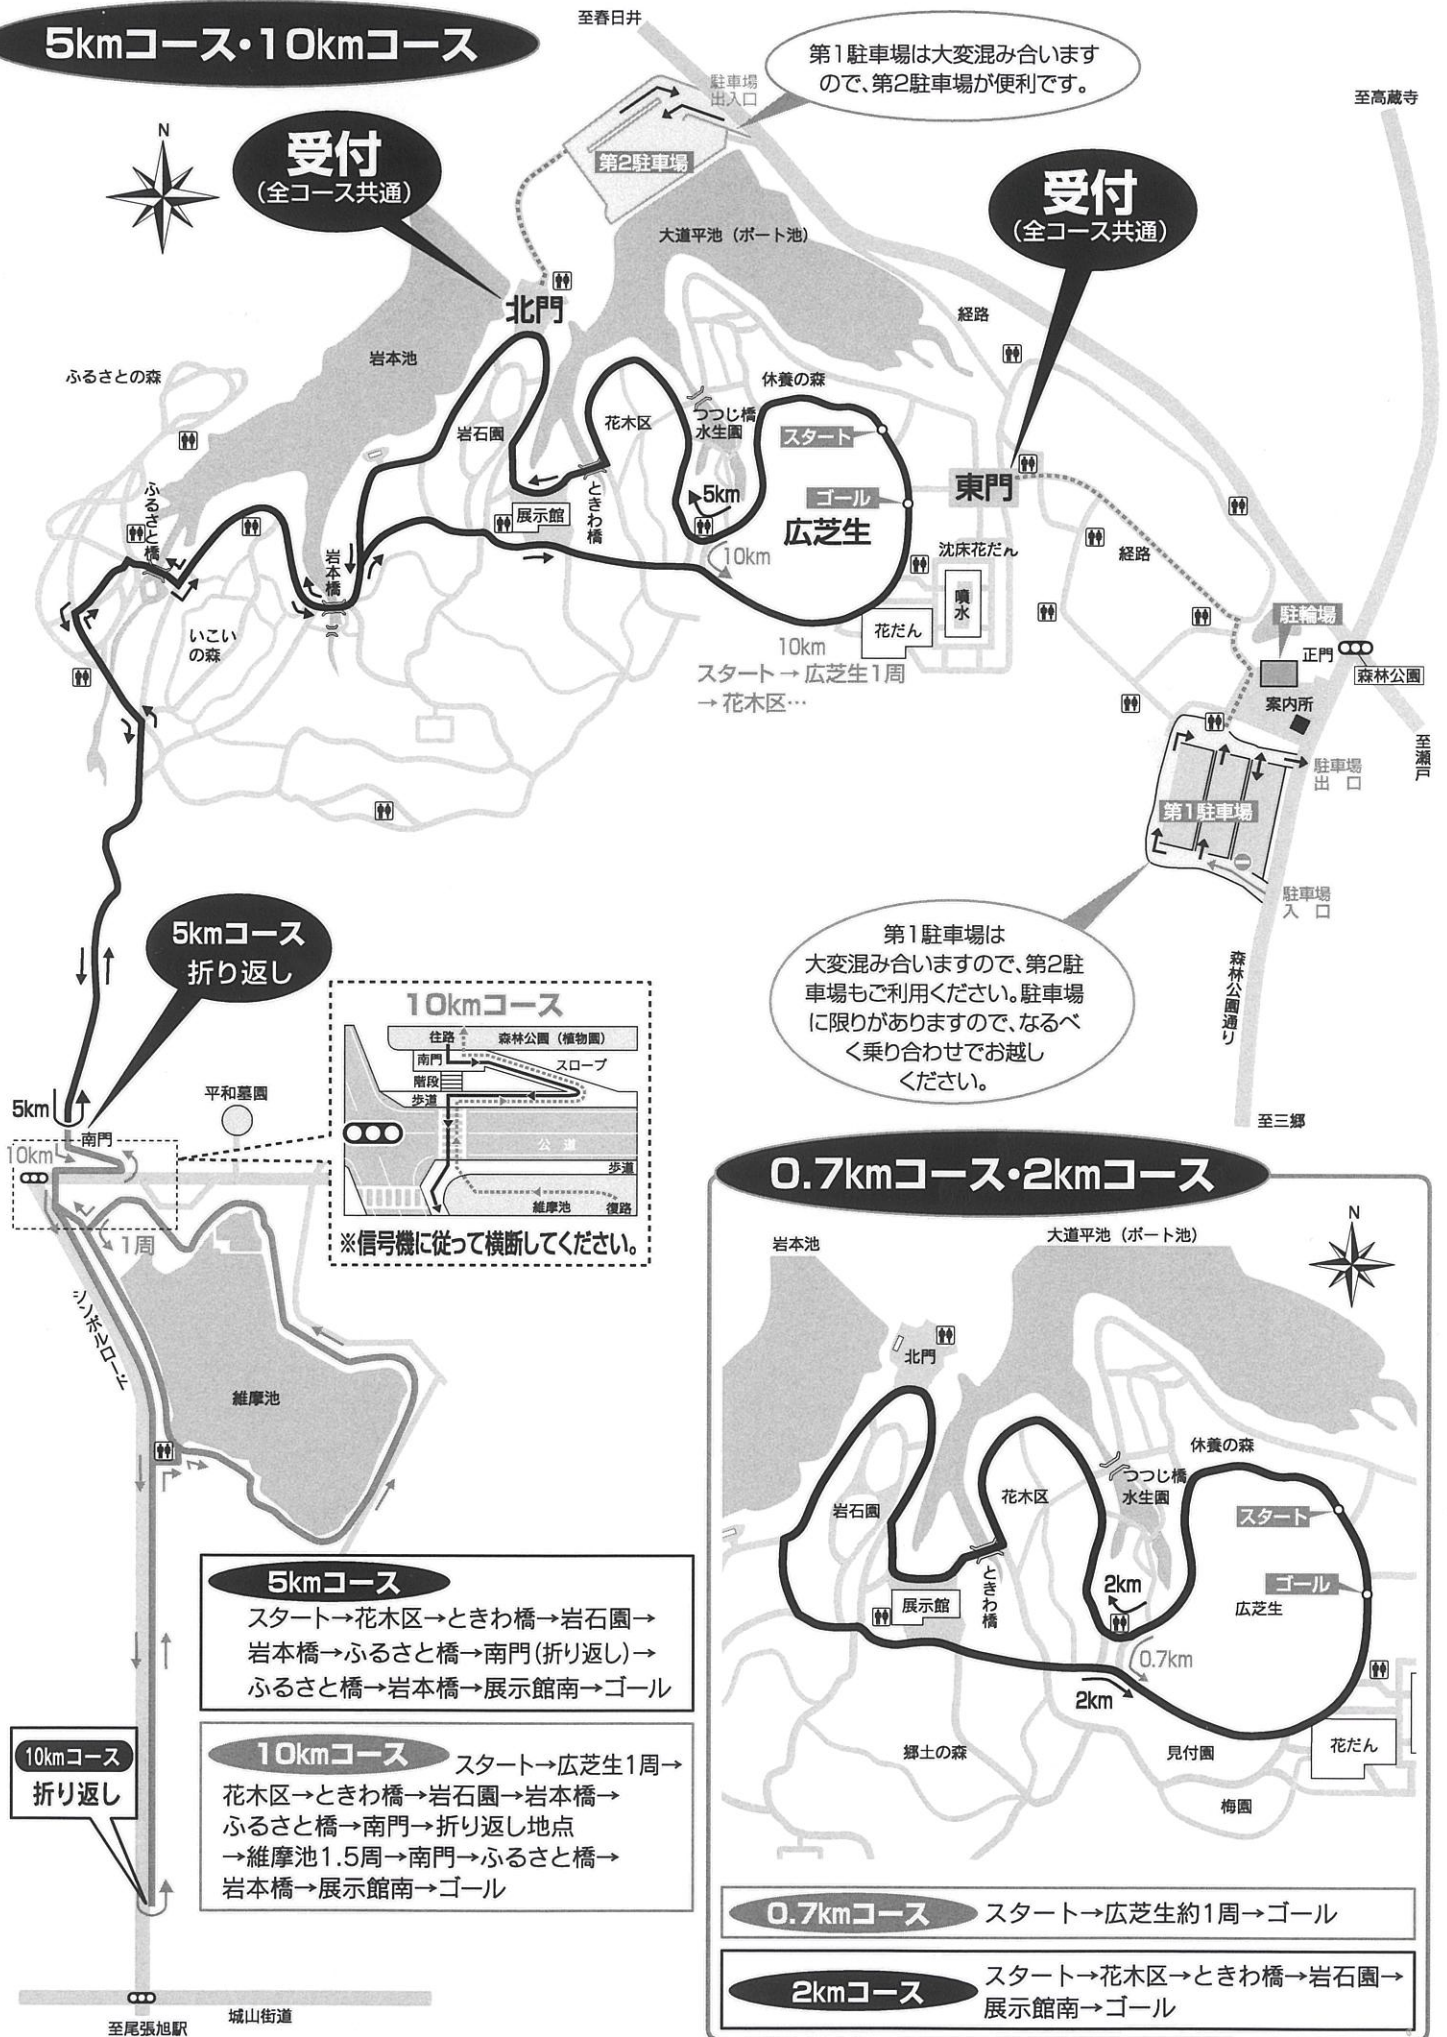 5kmコース・10kmコース
至春日井
第1駐車場は大変混み合います
ので、第2駐車場が便利です。
駐車場
出入口
至高蔵寺
N
受付
(全コース共通)
第2駐車場
受付
(全コース共通)
大道平池（ボート池）
北門
経路
岩本池
ふるさとの森
休養の森
つつじ橋
水生園
花木区
岩石園
スタート
ゴール
東門
5km
広芝生
展示館
ときわ橋
ふるさと橋
岩本橋
10km
沈床花だん
経路
噴水
花だん
いこい
の森
10km
スタート→広芝生1周
→花木区…
駐輪場
正門
森林公園
案内所
至瀬戸
駐車場
出 口
第1駐車場
駐車場
入 口
5kmコース
折り返し
第1駐車場は
大変混み合いますので、第2駐
車場もご利用ください。駐車場
に限りがありますので、なるべ
く乗り合わせでお越し
ください。
森林公園通り
至三郷
10kmコース
往路
森林公園（植物園）
南門
スロープ
階段
歩道
公 道
歩道
維摩池
復路
※信号機に従って横断してください。
5km
平和墓園
南門
10km
1周
シンボルロード
維摩池
5kmコース
スタート→花木区→ときわ橋→岩石園→
岩本橋→ふるさと橋→南門(折り返し)→
ふるさと橋→岩本橋→展示館南→ゴール
10kmコース スタート→広芝生1周→
花木区→ときわ橋→岩石園→岩本橋→
ふるさと橋→南門→折り返し地点
→維摩池1.5周→南門→ふるさと橋→
岩本橋→展示館南→ゴール
10kmコース
折り返し
城山街道
至尾張旭駅
0.7kmコース・2kmコース
N
大道平池（ボート池）
岩本池
北門
休養の森
つつじ橋
水生園
花木区
岩石園
スタート
ゴール
2km
広芝生
展示館
ときわ橋
0.7km
2km
郷土の森
見付園
花だん
梅園
0.7kmコース スタート→広芝生約1周→ゴール
2kmコース
スタート→花木区→ときわ橋→岩石園→
展示館南→ゴール